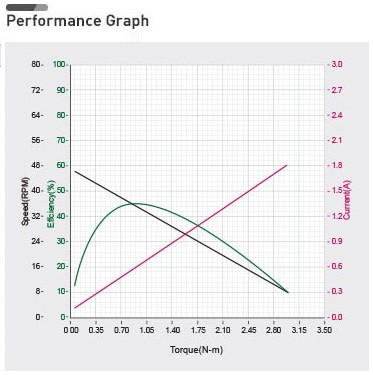 Performance Graph
80- 100- -3.0
72- 90- -2.7
64- 80- -2.4
56- 70- -2.1
48- 60- -1.8
40- 50- -1.5
32- 40- -1.2
24- 30- -0.9
16- 20- -0.6
8- 10- -0.3
0- 0- -0.0
Speed(RPM)
Efficiency(%)
Current(A)
0.00 0.35 0.70 1.05 1.40 1.75 2.10 2.45 2.80 3.15 3.50
Torque(N-m)